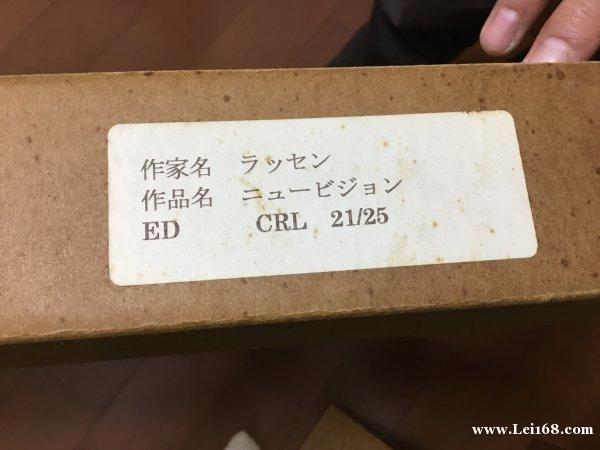 作家名　ラッセン
作品名　ニュービジョン
ED　CRL　21/25
www.Lei168.com